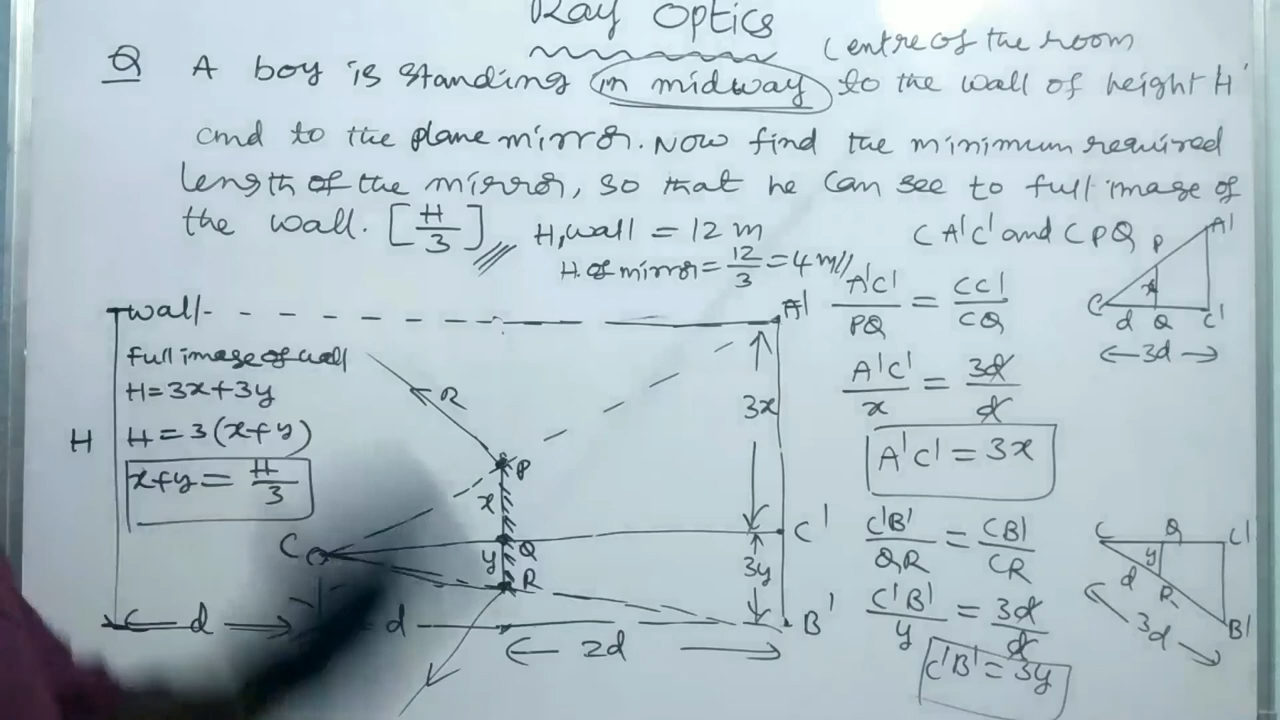 Ray Optics
Centre of the room
Q A boy is standing in midway to the wall of height 'H'
and to the plane mirror. Now find the minimum required
length of the mirror, so that he can see to full image of
the wall. [H/3]
H, wall = 12 m
H. of mirror = 12/3 = 4 m//
CA'C' and CPQ
wall
full image of wall
H = 3x+3y
H = 3(x+y)
x+y = H/3
H
C
R
P
x
Q
y
R
A'
3x
C'
3y
B'
d
d
2d
A'C'/PQ = CC'/CQ
A'C'/x = 3d/d
A'C' = 3x
C'B'/QR = CB'/CR
C'B'/y = 3d/d
C'B' = 3y
A'
P
x
C
d
Q
C'
3d
C
Q
C'
y
d
R
B'
3d